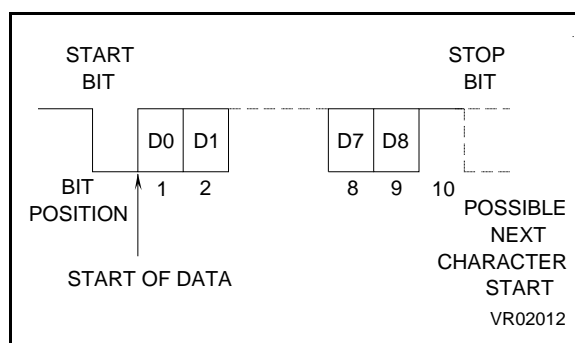 START
BIT
STOP
BIT
D0 D1 D7 D8
BIT
POSITION
1 2 8 9 10
START OF DATA
POSSIBLE
NEXT
CHARACTER
START
VR02012